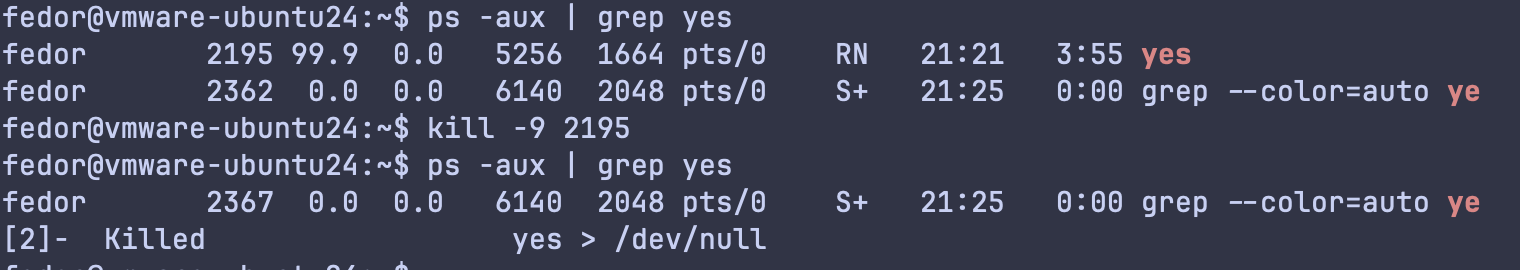 fedor@vmware-ubuntu24:~$ ps -aux | grep yes
fedor       2195 99.9  0.0   5256  1664 pts/0    RN   21:21   3:55 yes
fedor       2362  0.0  0.0   6140  2048 pts/0    S+   21:25   0:00 grep --color=auto ye
fedor@vmware-ubuntu24:~$ kill -9 2195
fedor@vmware-ubuntu24:~$ ps -aux | grep yes
fedor       2367  0.0  0.0   6140  2048 pts/0    S+   21:25   0:00 grep --color=auto ye
[2]-  Killed                  yes > /dev/null
fedor@vmware-ubuntu24:~$